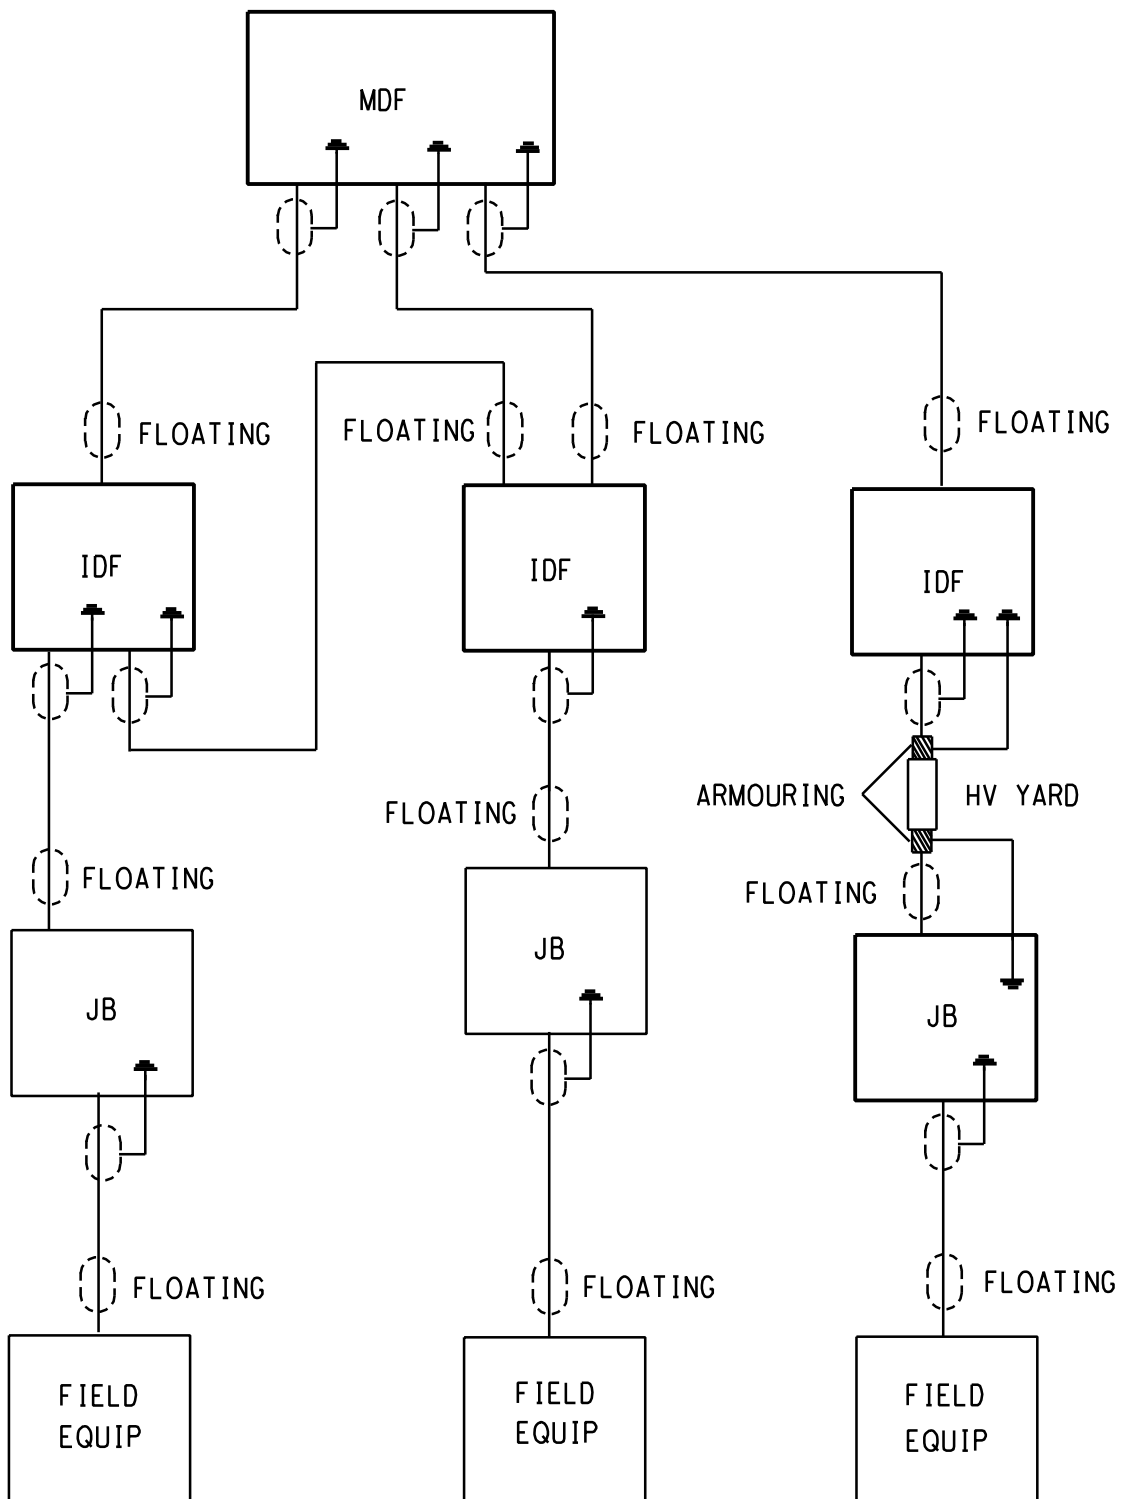 MDF
FLOATING
FLOATING
FLOATING
FLOATING
IDF
IDF
IDF
ARMOURING
HV YARD
FLOATING
FLOATING
FLOATING
JB
JB
JB
FLOATING
FLOATING
FLOATING
FIELD
EQUIP
FIELD
EQUIP
FIELD
EQUIP